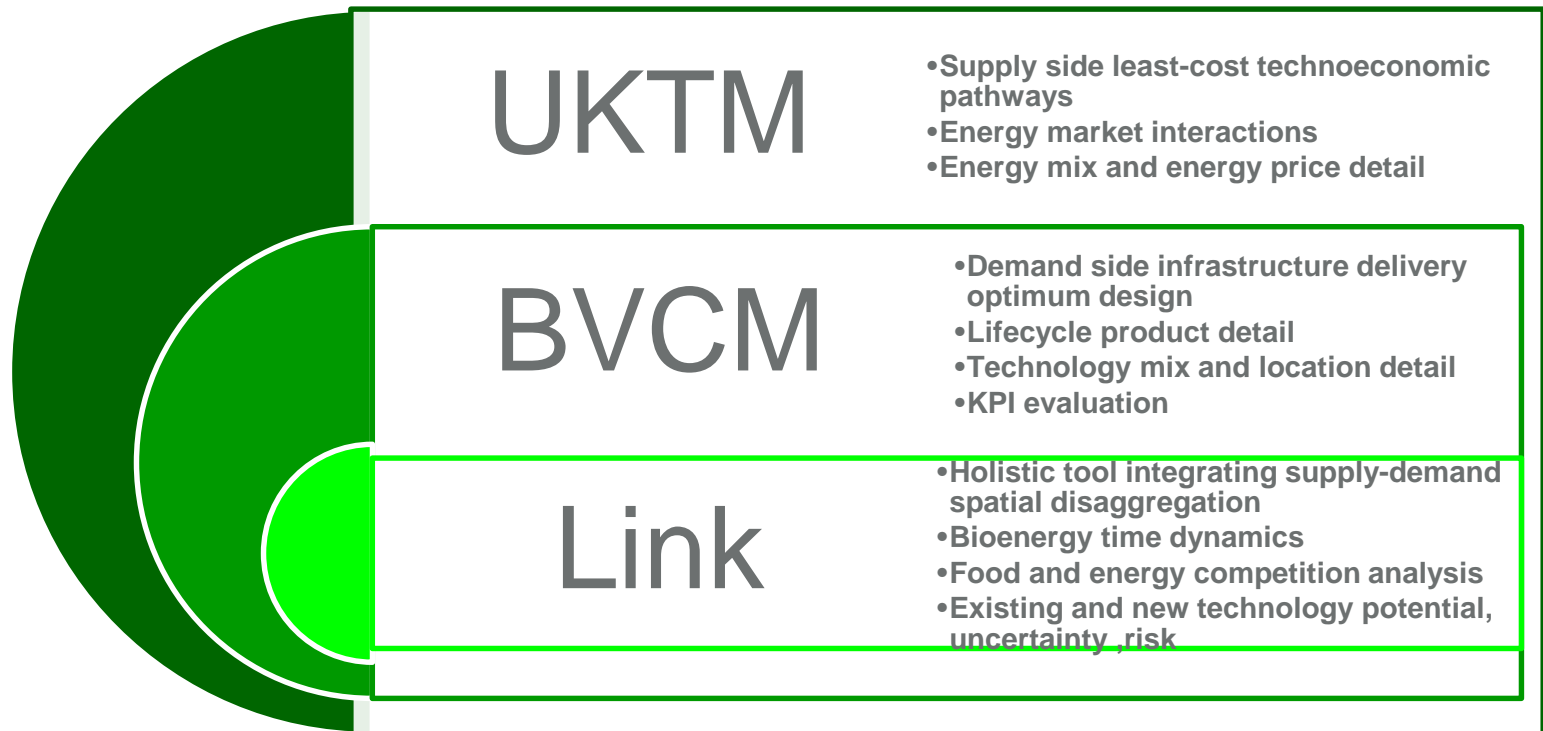 UKTM
•Supply side least-cost technoeconomic
pathways
•Energy market interactions
•Energy mix and energy price detail
BVCM
•Demand side infrastructure delivery
optimum design
•Lifecycle product detail
•Technology mix and location detail
•KPI evaluation
Link
•Holistic tool integrating supply-demand
spatial disaggregation
•Bioenergy time dynamics
•Food and energy competition analysis
•Existing and new technology potential,
uncertainty ,risk